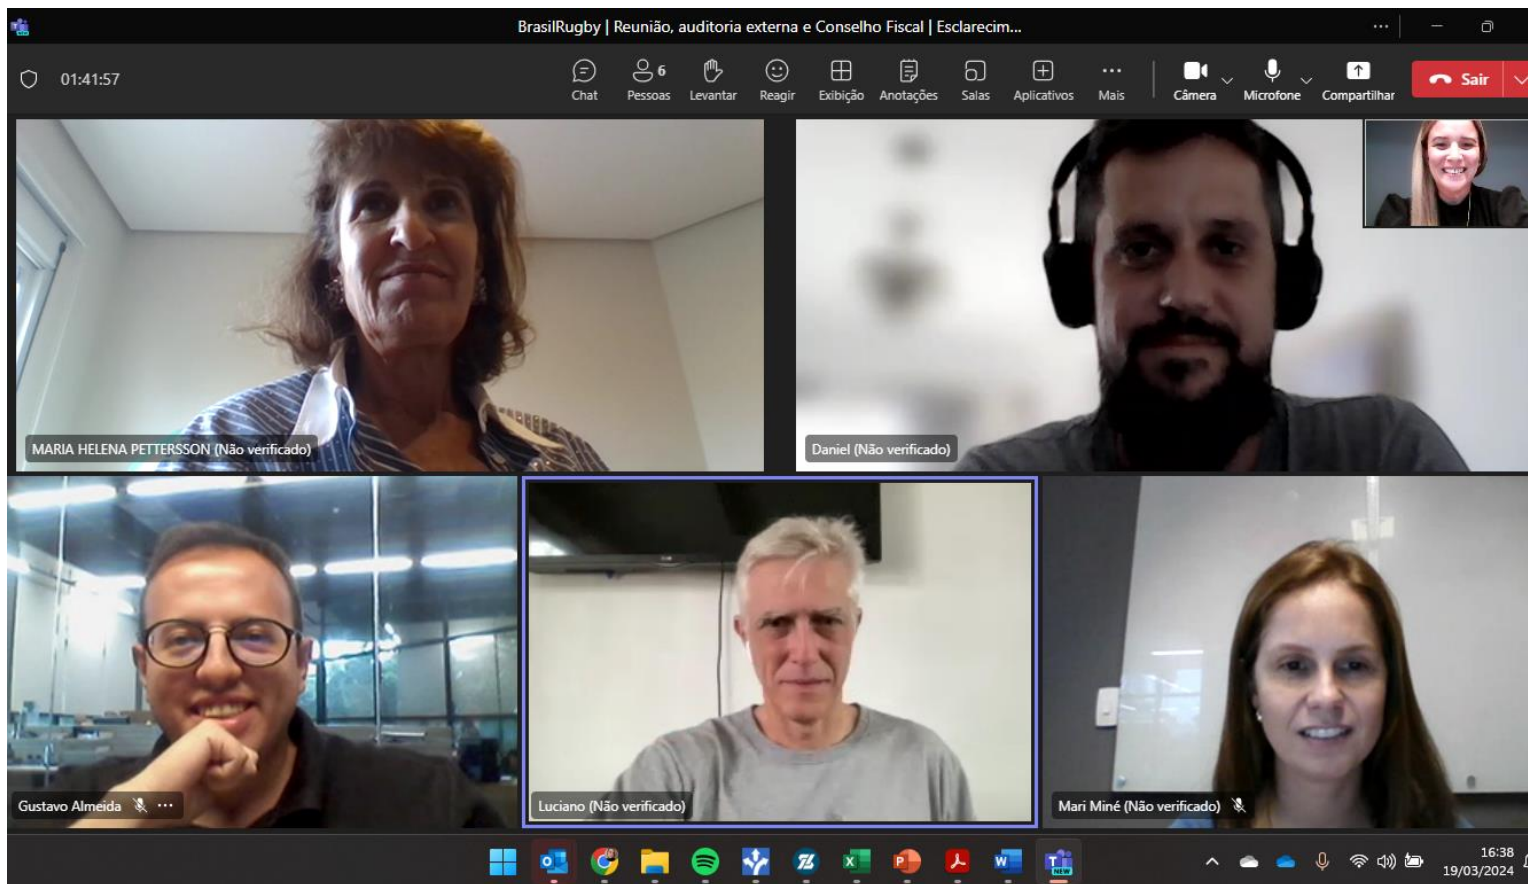 BrasilRugby | Reunião, auditoria externa e Conselho Fiscal | Esclarecim...
01:41:57
Chat
6
Pessoas
Levantar
Reagir
Exibição
Anotações
Salas
Aplicativos
Mais
Câmera
Microfone
Compartilhar
Sair
MARIA HELENA PETTERSSON (Não verificado)
Daniel (Não verificado)
Gustavo Almeida
Luciano (Não verificado)
Mari Miné (Não verificado)
16:38
19/03/2024